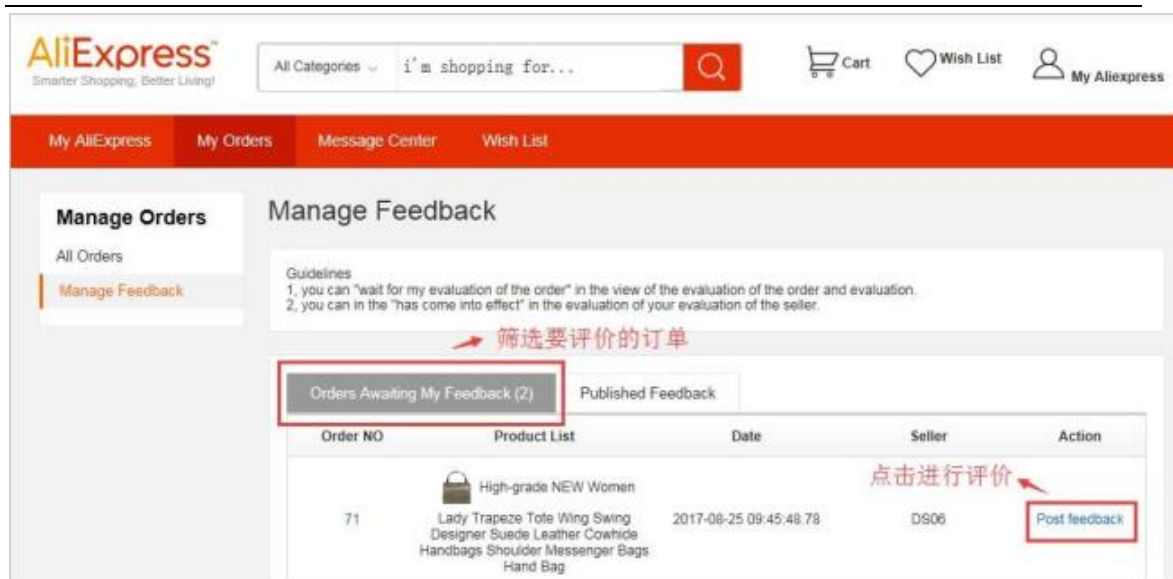 AliExpress™
Smarter Shopping, Better Living!
All Categories
i'm shopping for...
Cart
Wish List
My Aliexpress
My AliExpress
My Orders
Message Center
Wish List
Manage Orders
All Orders
Manage Feedback
Manage Feedback
Guidelines
1, you can "wait for my evaluation of the order" in the view of the evaluation of the order and evaluation.
2, you can in the "has come into effect" in the evaluation of your evaluation of the seller.
筛选要评价的订单
Orders Awaiting My Feedback (2)
Published Feedback
Order NO
Product List
Date
Seller
Action
点击进行评价
High-grade NEW Women
71
Lady Trapeze Tote Wing Swing
Designer Suede Leather Cowhide
Handbags Shoulder Messenger Bags
Hand Bag
2017-08-25 09:45:48.78
DS06
Post feedback